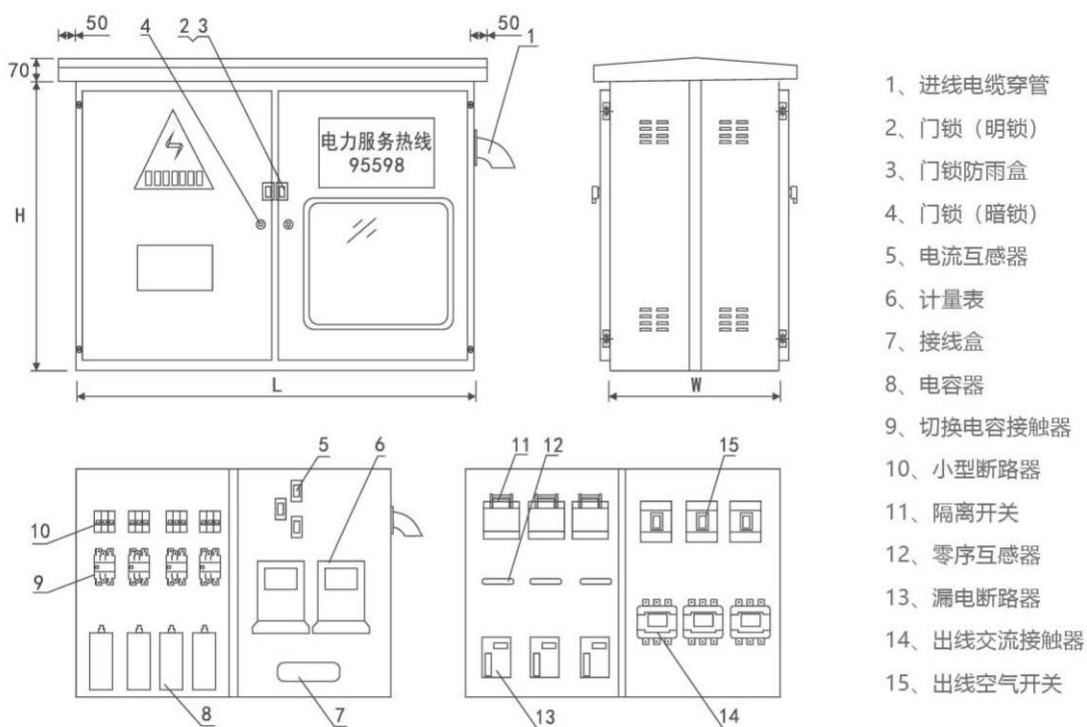 50
4
2 3
50
1
70
电力服务热线
95598
H
L
W
1、进线电缆穿管
2、门锁（明锁）
3、门锁防雨盒
4、门锁（暗锁）
5、电流互感器
6、计量表
7、接线盒
8、电容器
9、切换电容接触器
10、小型断路器
11、隔离开关
12、零序互感器
13、漏电断路器
14、出线交流接触器
15、出线空气开关
5
6
10
9
8
7
11
12
15
13
14